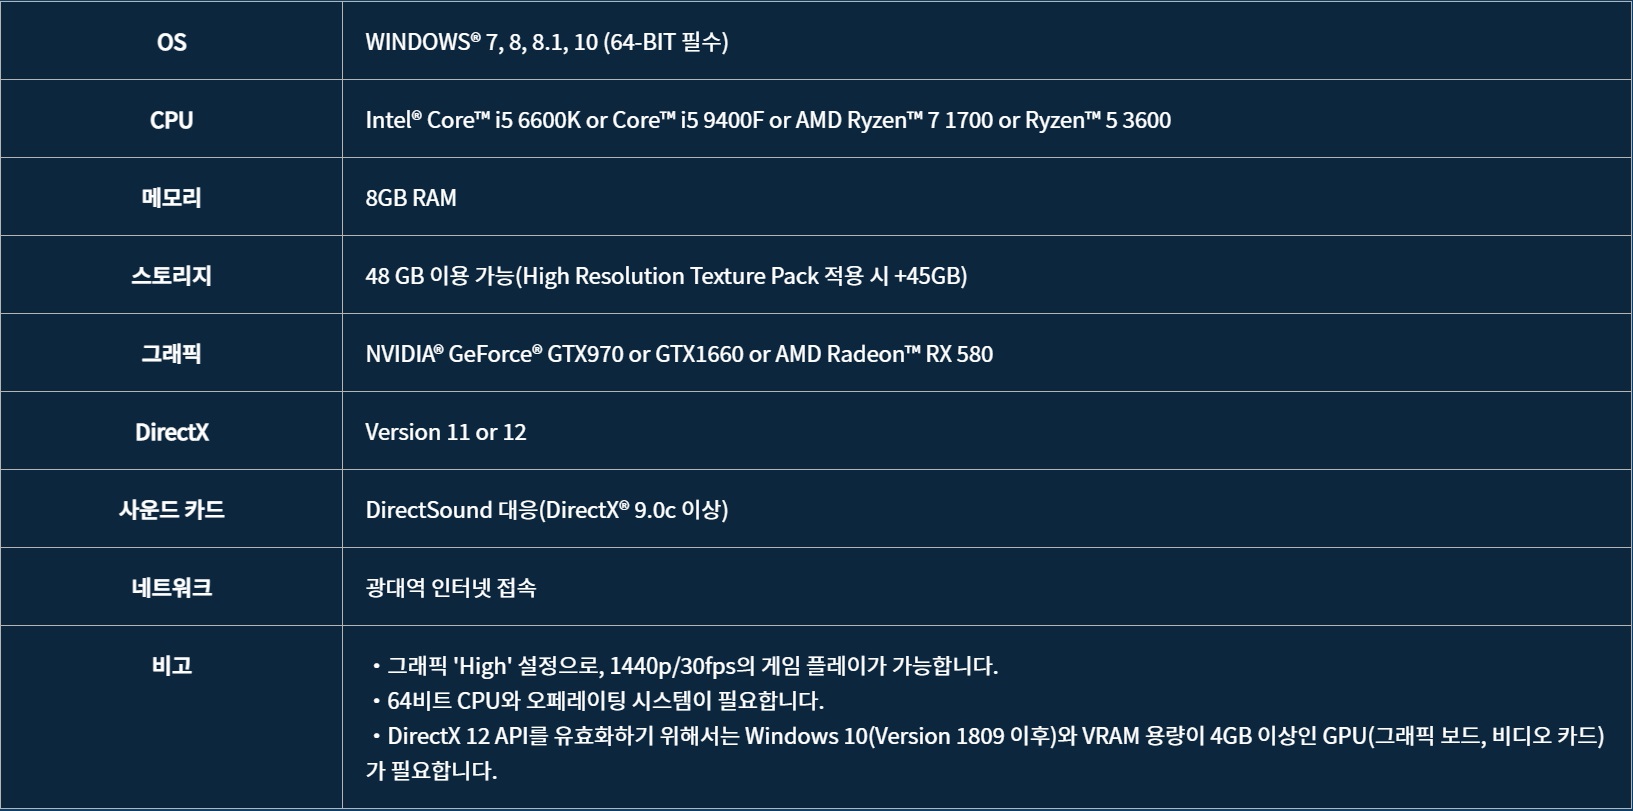 OS
WINDOWS® 7, 8, 8.1, 10 (64-BIT 필수)
CPU
Intel® Core™ i5 6600K or Core™ i5 9400F or AMD Ryzen™ 7 1700 or Ryzen™ 5 3600
메모리
8GB RAM
스토리지
48 GB 이용 가능(High Resolution Texture Pack 적용 시 +45GB)
그래픽
NVIDIA® GeForce® GTX970 or GTX1660 or AMD Radeon™ RX 580
DirectX
Version 11 or 12
사운드 카드
DirectSound 대응(DirectX® 9.0c 이상)
네트워크
광대역 인터넷 접속
비고
・그래픽 'High' 설정으로, 1440p/30fps의 게임 플레이가 가능합니다.
・64비트 CPU와 오페레이팅 시스템이 필요합니다.
・DirectX 12 API를 유효화하기 위해서는 Windows 10(Version 1809 이후)와 VRAM 용량이 4GB 이상인 GPU(그래픽 보드, 비디오 카드)
가 필요합니다.